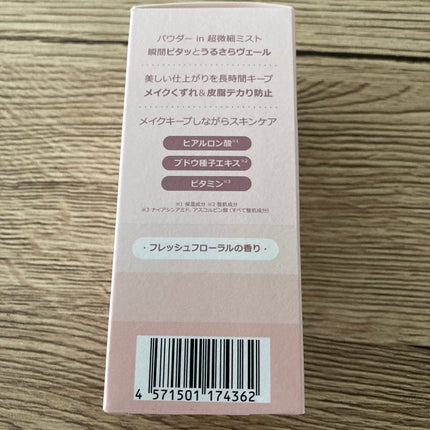 パウダー in 超微細ミスト
瞬間ピタッとうるさらヴェール
美しい仕上がりを長時間キープ
メイクくずれ&皮脂テカリ防止
メイクキープしながらスキンケア
ヒアルロン酸※1
ブドウ種子エキス※2
ビタミン※3
※1 保湿成分 ※2 整肌成分
※3 ナイアシンアミド、アスコルビン酸 (すべて整肌成分)
・フレッシュフローラルの香り・
4 571501 174362